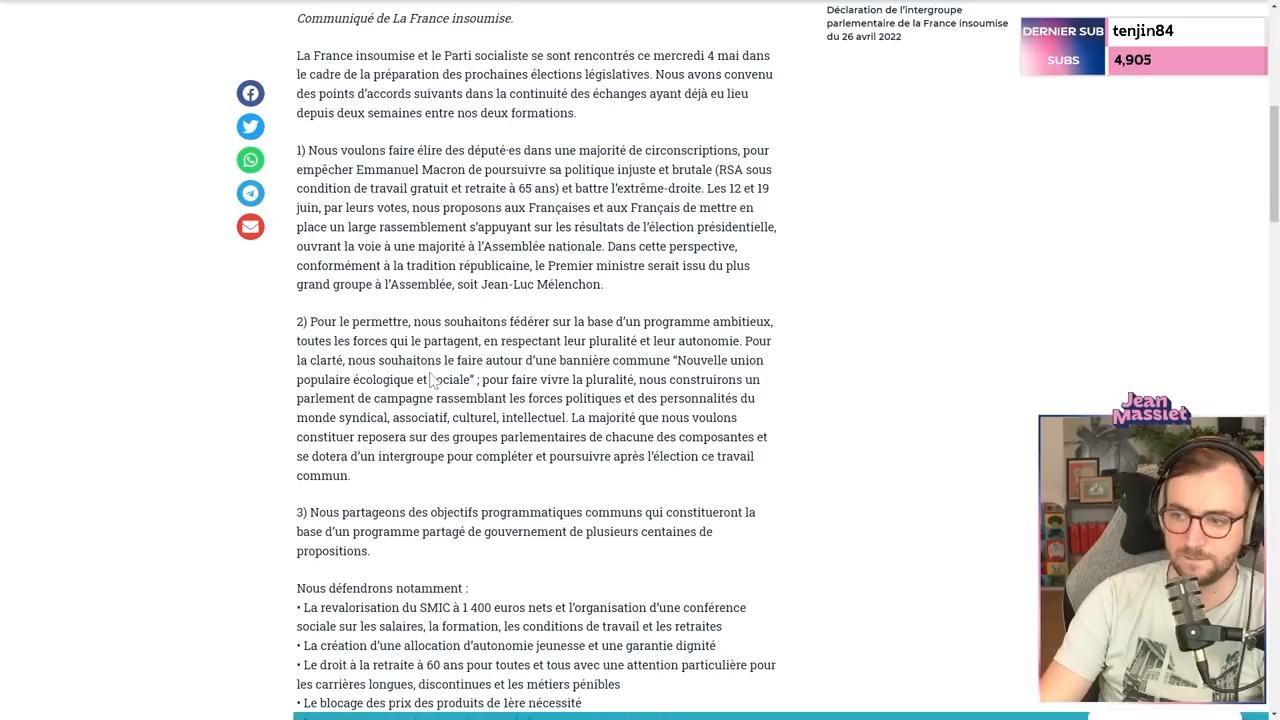 Communiqué de La France insoumise.
La France insoumise et le Parti socialiste se sont rencontrés ce mercredi 4 mai dans
le cadre de la préparation des prochaines élections législatives. Nous avons convenu
des points d’accords suivants dans la continuité des échanges ayant déjà eu lieu
depuis deux semaines entre nos deux formations.
1) Nous voulons faire élire des député·es dans une majorité de circonscriptions, pour
empêcher Emmanuel Macron de poursuivre sa politique injuste et brutale (RSA sous
condition de travail gratuit et retraite à 65 ans) et battre l’extrême-droite. Les 12 et 19
juin, par leurs votes, nous proposons aux Françaises et aux Français de mettre en
place un large rassemblement s’appuyant sur les résultats de l’élection présidentielle,
ouvrant la voie à une majorité à l’Assemblée nationale. Dans cette perspective,
conformément à la tradition républicaine, le Premier ministre serait issu du plus
grand groupe à l’Assemblée, soit Jean-Luc Mélenchon.
2) Pour le permettre, nous souhaitons fédérer sur la base d’un programme ambitieux,
toutes les forces qui le partagent, en respectant leur pluralité et leur autonomie. Pour
la clarté, nous souhaitons le faire autour d’une bannière commune “Nouvelle union
populaire écologique et sociale” ; pour faire vivre la pluralité, nous construirons un
parlement de campagne rassemblant les forces politiques et des personnalités du
monde syndical, associatif, culturel, intellectuel. La majorité que nous voulons
constituer reposera sur des groupes parlementaires de chacune des composantes et
se dotera d’un intergroupe pour compléter et poursuivre après l’élection ce travail
commun.
3) Nous partageons des objectifs programmatiques communs qui constitueront la
base d’un programme partagé de gouvernement de plusieurs centaines de
propositions.
Nous défendrons notamment :
• La revalorisation du SMIC à 1 400 euros nets et l’organisation d’une conférence
sociale sur les salaires, la formation, les conditions de travail et les retraites
• La création d’une allocation d’autonomie jeunesse et une garantie dignité
• Le droit à la retraite à 60 ans pour toutes et tous avec une attention particulière pour
les carrières longues, discontinues et les métiers pénibles
• Le blocage des prix des produits de 1ère nécessité
Déclaration de l’intergroupe
parlementaire de la France insoumise
du 26 avril 2022
DERNIER SUB tenjin84
SUBS 4,905
Jean
Massiet